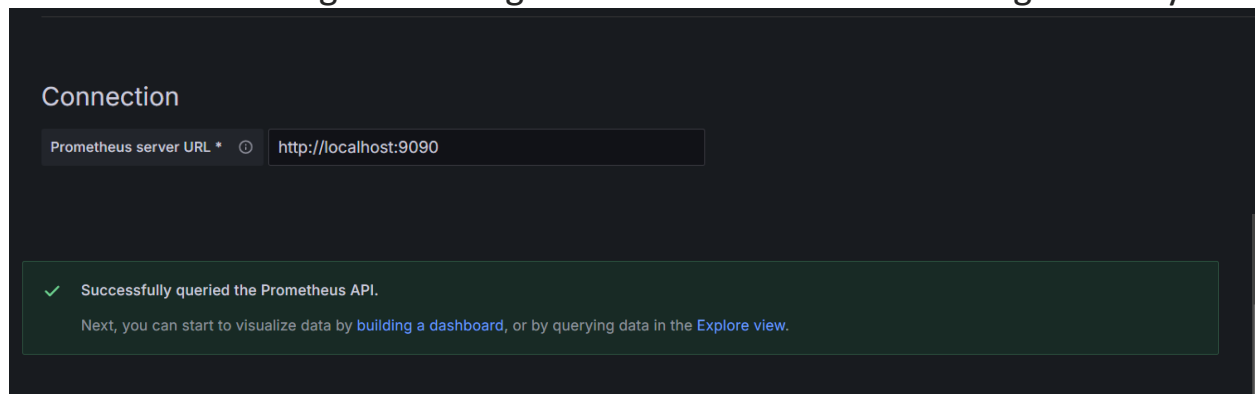 Connection
Prometheus server URL * http://localhost:9090
Successfully queried the Prometheus API.
Next, you can start to visualize data by building a dashboard, or by querying data in the Explore view.